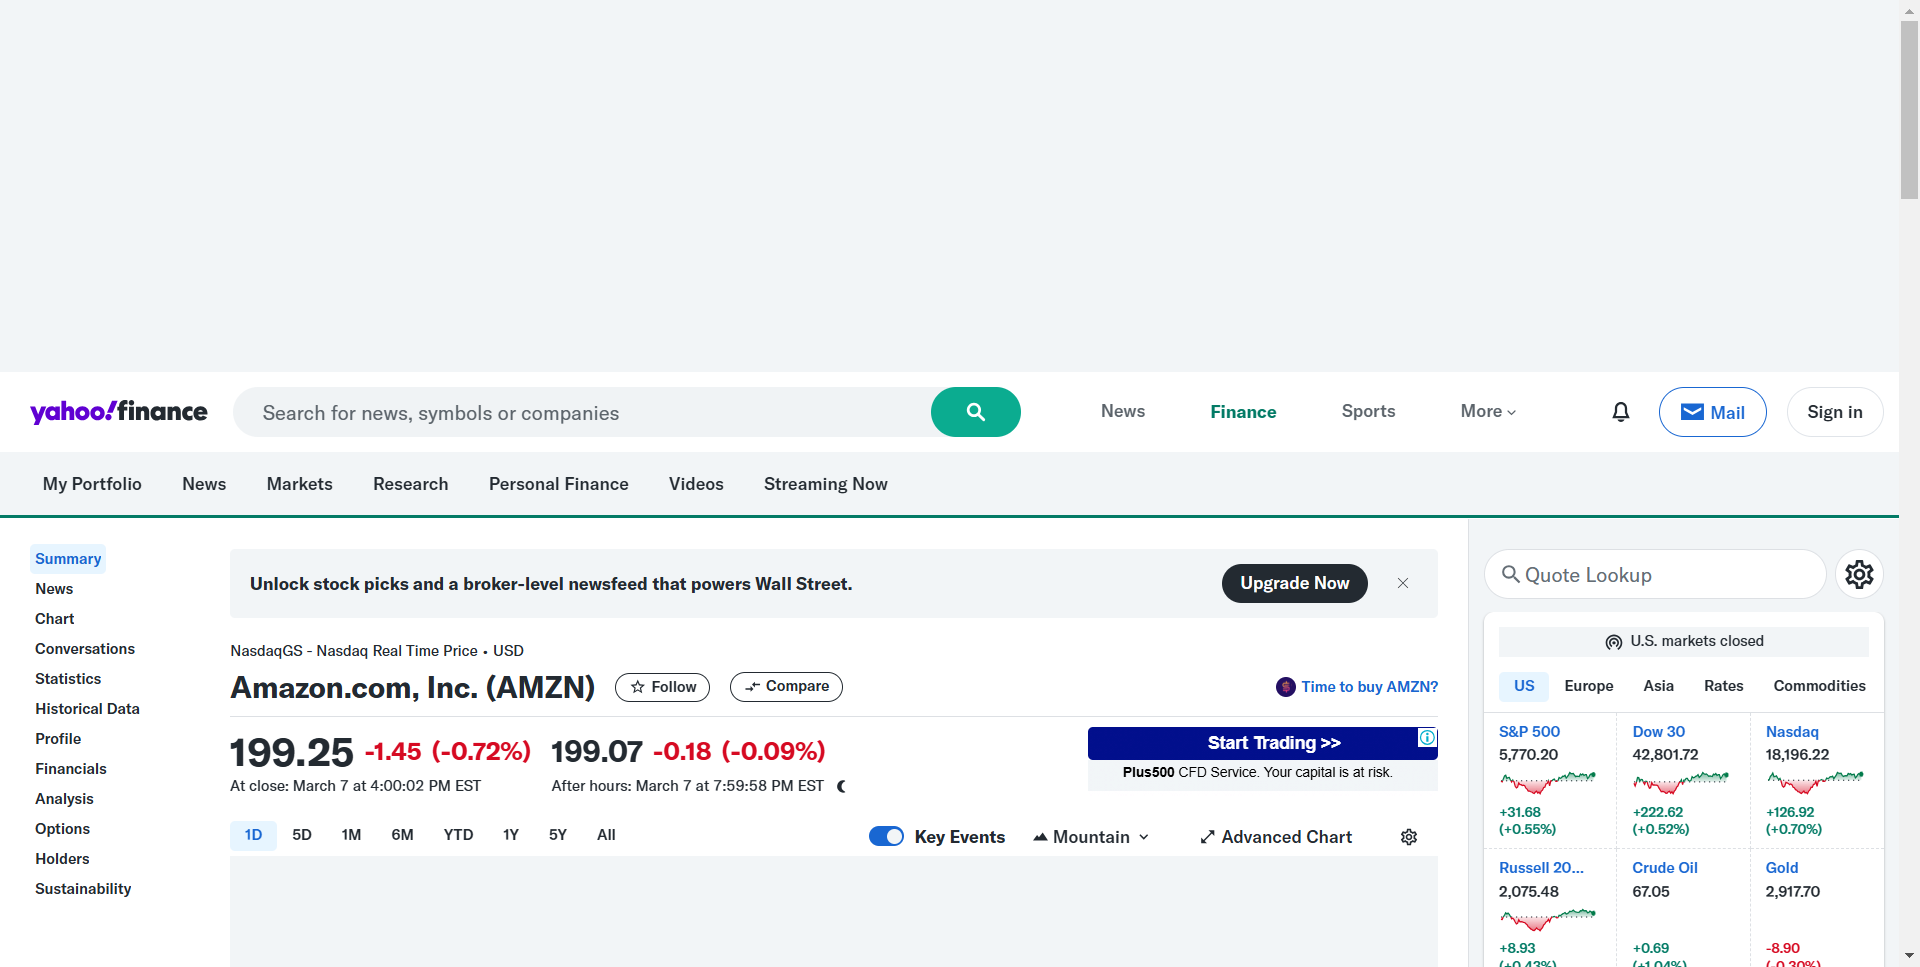 yahoo!finance
Search for news, symbols or companies
News
Finance
Sports
More
Mail
Sign in
My Portfolio
News
Markets
Research
Personal Finance
Videos
Streaming Now
Summary
News
Chart
Conversations
Statistics
Historical Data
Profile
Financials
Analysis
Options
Holders
Sustainability
Unlock stock picks and a broker-level newsfeed that powers Wall Street.
Upgrade Now
NasdaqGS - Nasdaq Real Time Price • USD
Amazon.com, Inc. (AMZN)
Follow
Compare
Time to buy AMZN?
199.25 -1.45 (-0.72%)
At close: March 7 at 4:00:02 PM EST
199.07 -0.18 (-0.09%)
After hours: March 7 at 7:59:58 PM EST
Start Trading >>
Plus500 CFD Service. Your capital is at risk.
1D
5D
1M
6M
YTD
1Y
5Y
All
Key Events
Mountain
Advanced Chart
Quote Lookup
U.S. markets closed
US
Europe
Asia
Rates
Commodities
S&P 500
5,770.20
+31.68
(+0.55%)
Dow 30
42,801.72
+222.62
(+0.52%)
Nasdaq
18,196.22
+126.92
(+0.70%)
Russell 20...
2,075.48
+8.93
(+0.43%)
Crude Oil
67.05
+0.69
(+1.04%)
Gold
2,917.70
-8.90
(-0.30%)